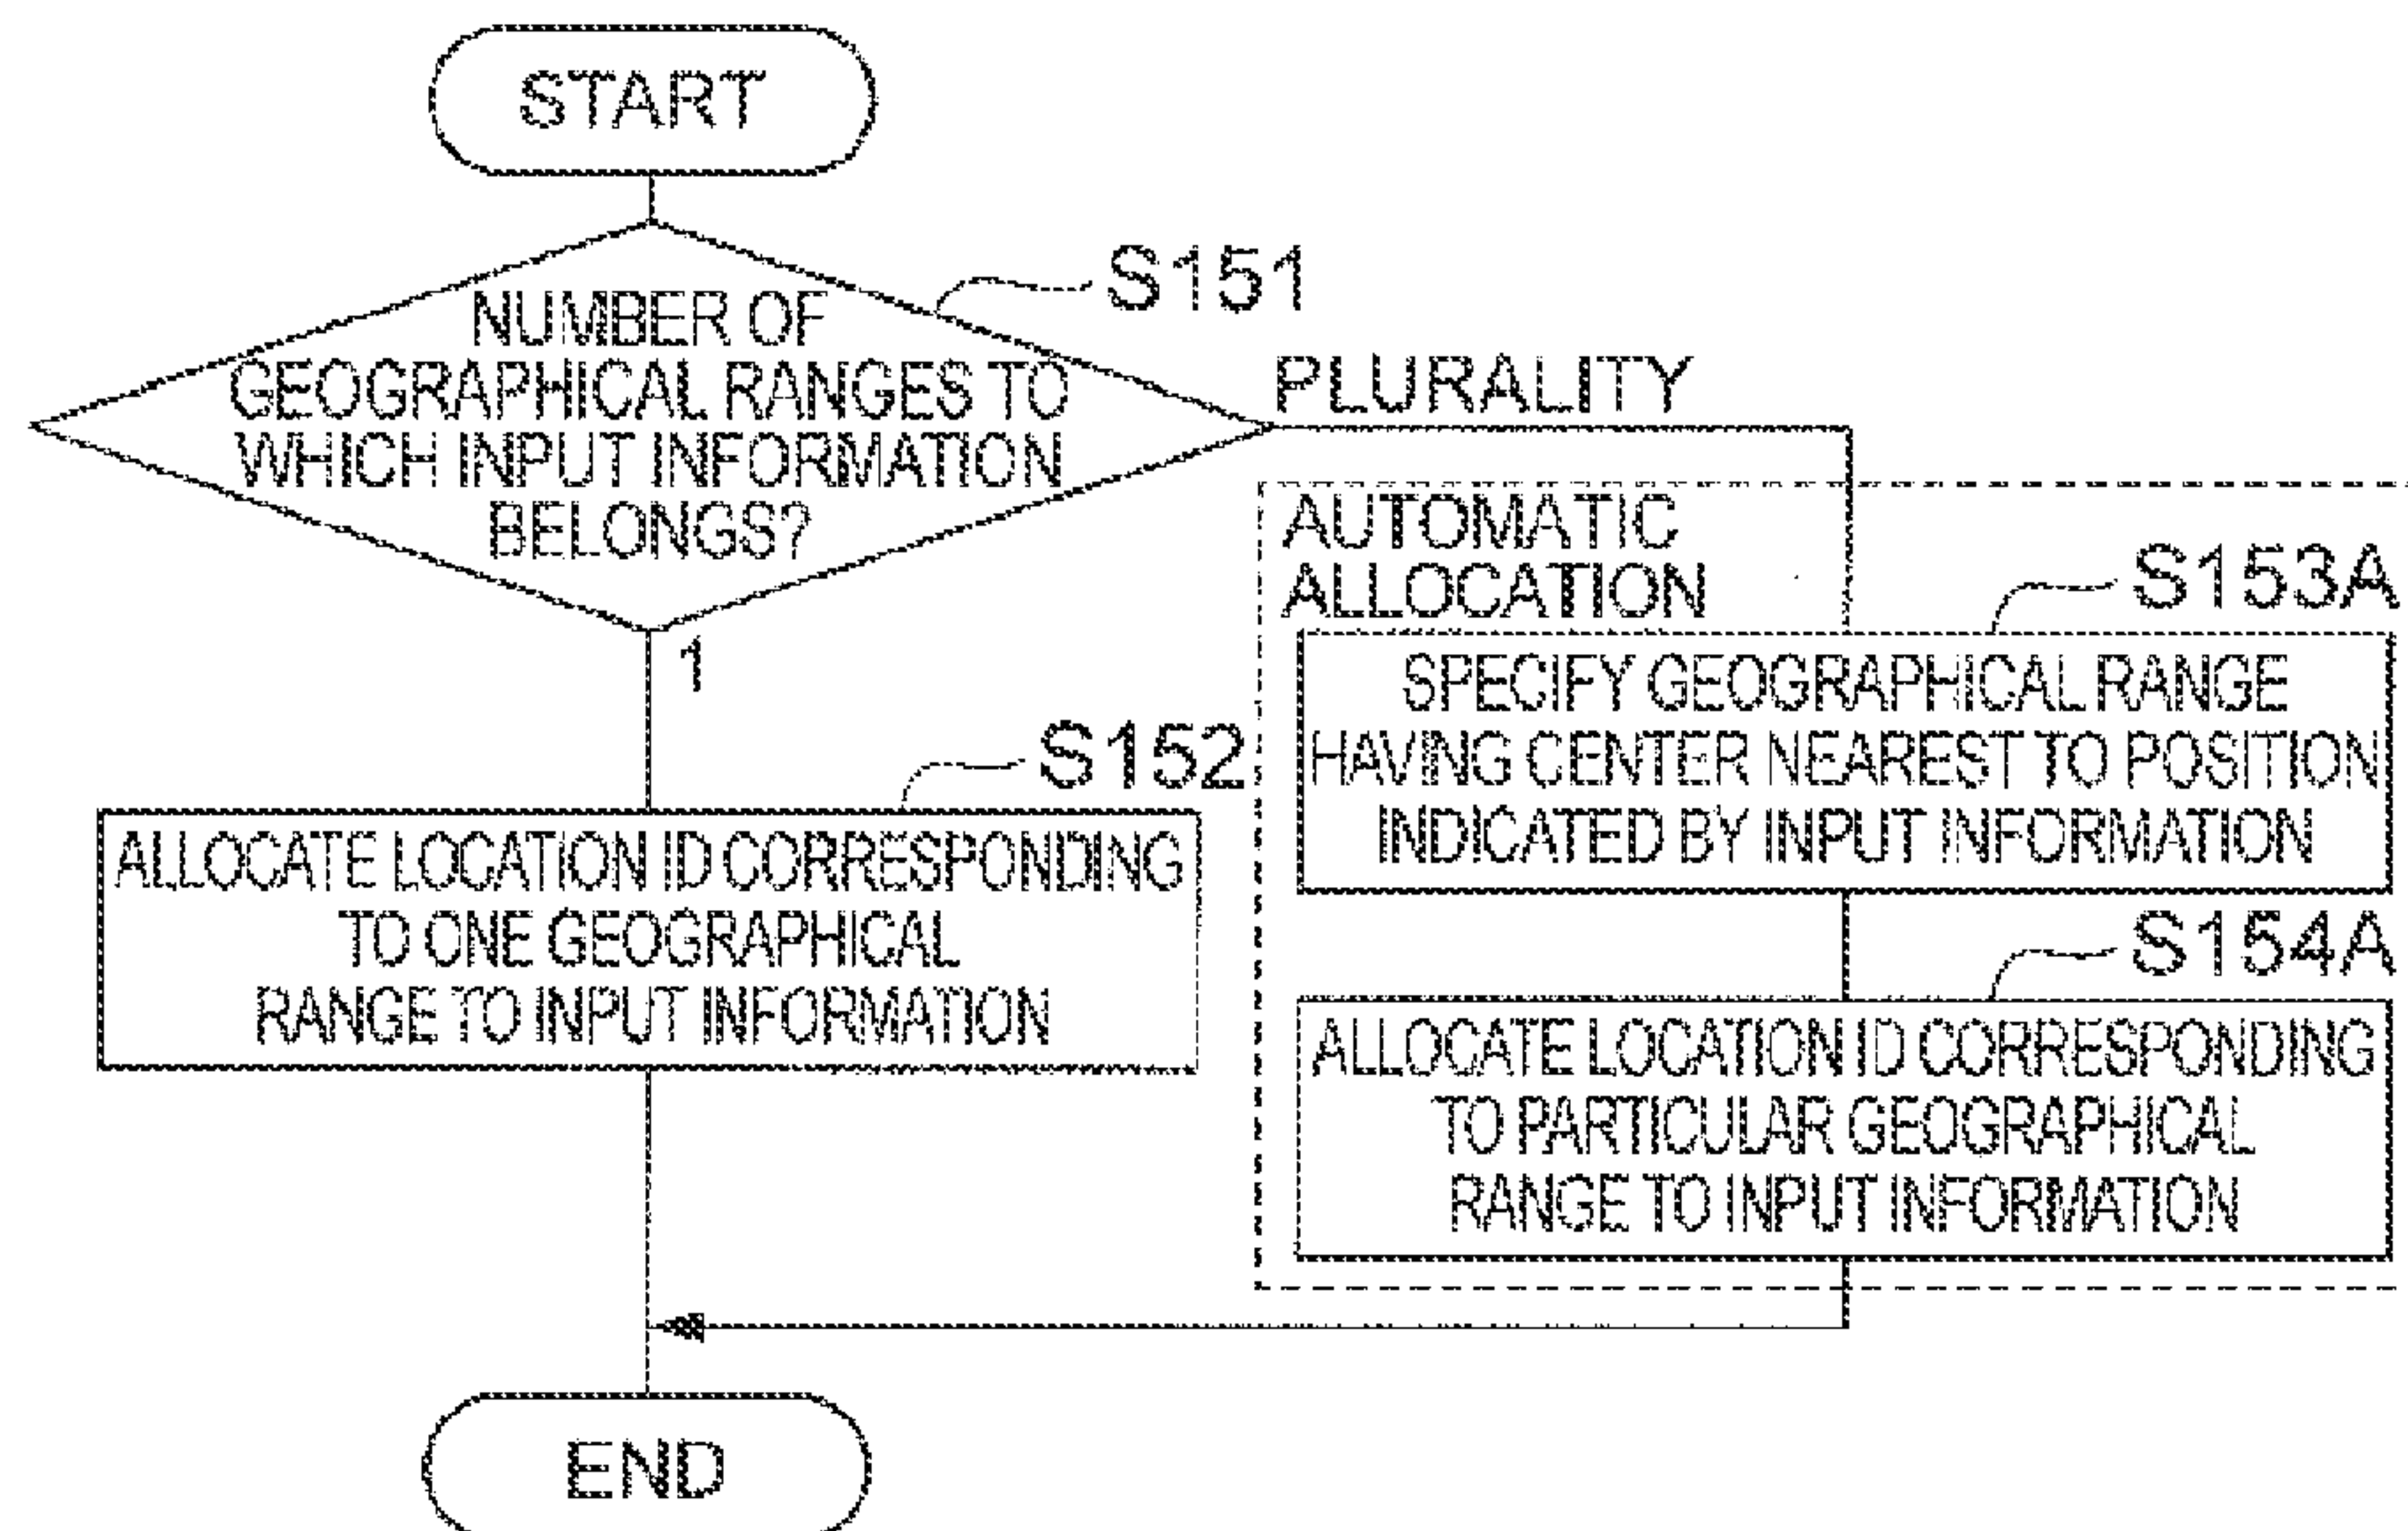 START
S151
NUMBER OF
GEOGRAPHICAL RANGES TO
WHICH INPUT INFORMATION
BELONGS?
PLURALITY
1
S152
ALLOCATE LOCATION ID CORRESPONDING
TO ONE GEOGRAPHICAL
RANGE TO INPUT INFORMATION
AUTOMATIC
ALLOCATION
S153A
SPECIFY GEOGRAPHICAL RANGE
HAVING CENTER NEAREST TO POSITION
INDICATED BY INPUT INFORMATION
S154A
ALLOCATE LOCATION ID CORRESPONDING
TO PARTICULAR GEOGRAPHICAL
RANGE TO INPUT INFORMATION
END